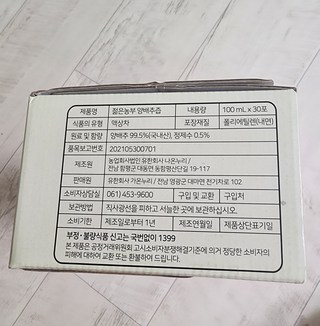 제품명 젊은농부 양배추즙 내용량 100 mL x 30포
식품의 유형 액상차 포장재질 폴리에틸렌(내면)
원료 및 함량 양배추 99.5%(국내산), 정제수 0.5%
품목보고번호 202105300701
제조원 농업회사법인 유한회사 나온누리 /
전남 함평군 대동면 동함평산단길 19-117
판매원 유한회사 가온누리 / 전남 영광군 대마면 전기차로 102
소비자상담실 061) 453-9600 구입 및 교환 구입처
보관방법 직사광선을 피하고 서늘한 곳에 보관하십시오.
소비기한 제조일로부터 1년 제조연월일 제품상단표기일
부정·불량식품 신고는 국번없이 1399
본 제품은 공정거래위원회 고시소비자분쟁해결기준에 의거 정당한 소비자의
피해에 대하여 교환 또는 환불하여 드립니다.